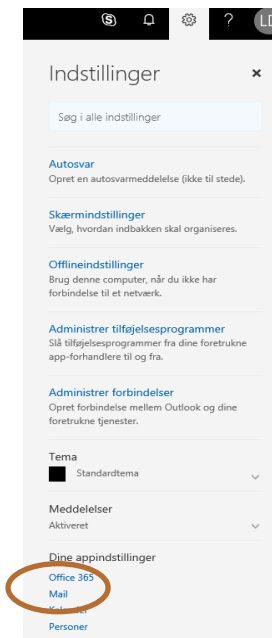 S ? LD
Indstillinger ×
Søg i alle indstillinger
Autosvar
Opret en autosvarmeddelelse (ikke til stede).
Skærmindstillinger
Vælg, hvordan indbakken skal organiseres.
Offlineindstillinger
Brug denne computer, når du ikke har
forbindelse til et netværk.
Administrer tilføjelsesprogrammer
Slå tilføjelsesprogrammer fra dine foretrukne
app-forhandlere til og fra.
Administrer forbindelser
Opret forbindelse mellem Outlook og dine
foretrukne tjenester.
Tema
Standardtema
Meddelelser
Aktiveret
Dine appindstillinger
Office 365
Mail
Kalender
Personer